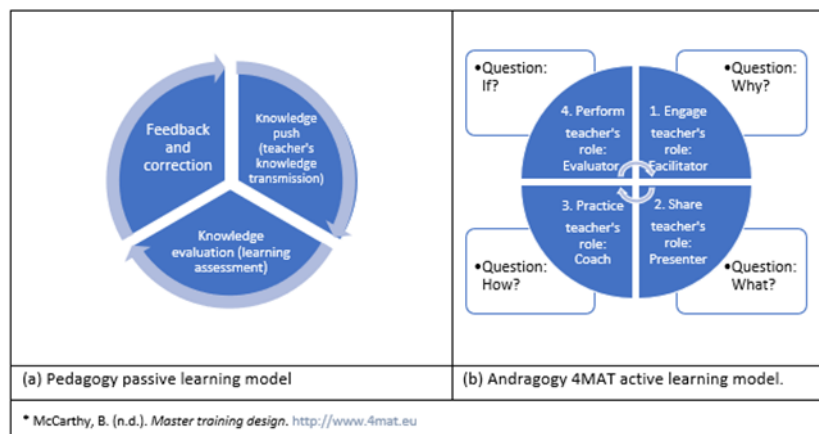 Feedback
and
correction
Knowledge
push
(teacher's
knowledge
transmission)
Knowledge
evaluation (learning
assessment)
•Question:
If?
•Question:
Why?
4. Perform
teacher's
role:
Evaluator
1. Engage
teacher's
role:
Facilitator
3. Practice
teacher's
role:
Coach
2. Share
teacher's
role:
Presenter
•Question:
How?
•Question:
What?
(a) Pedagogy passive learning model
(b) Andragogy 4MAT active learning model.
* McCarthy, B. (n.d.). Master training design. http://www.4mat.eu